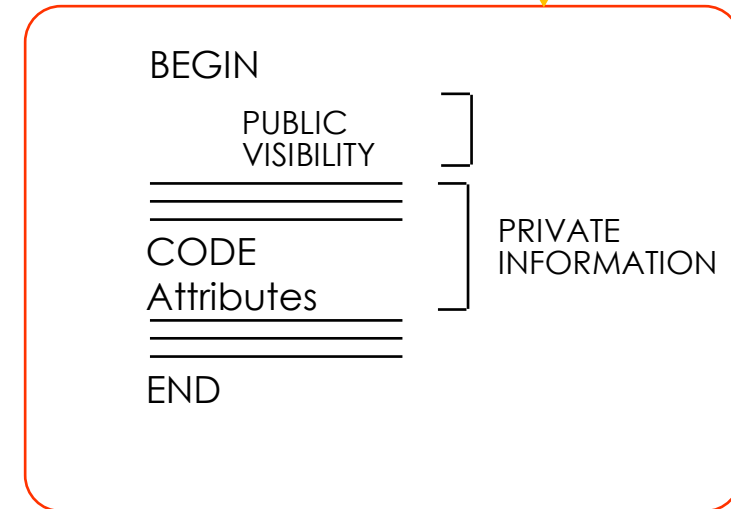 BEGIN
PUBLIC
VISIBILITY
CODE
Attributes
PRIVATE
INFORMATION
END